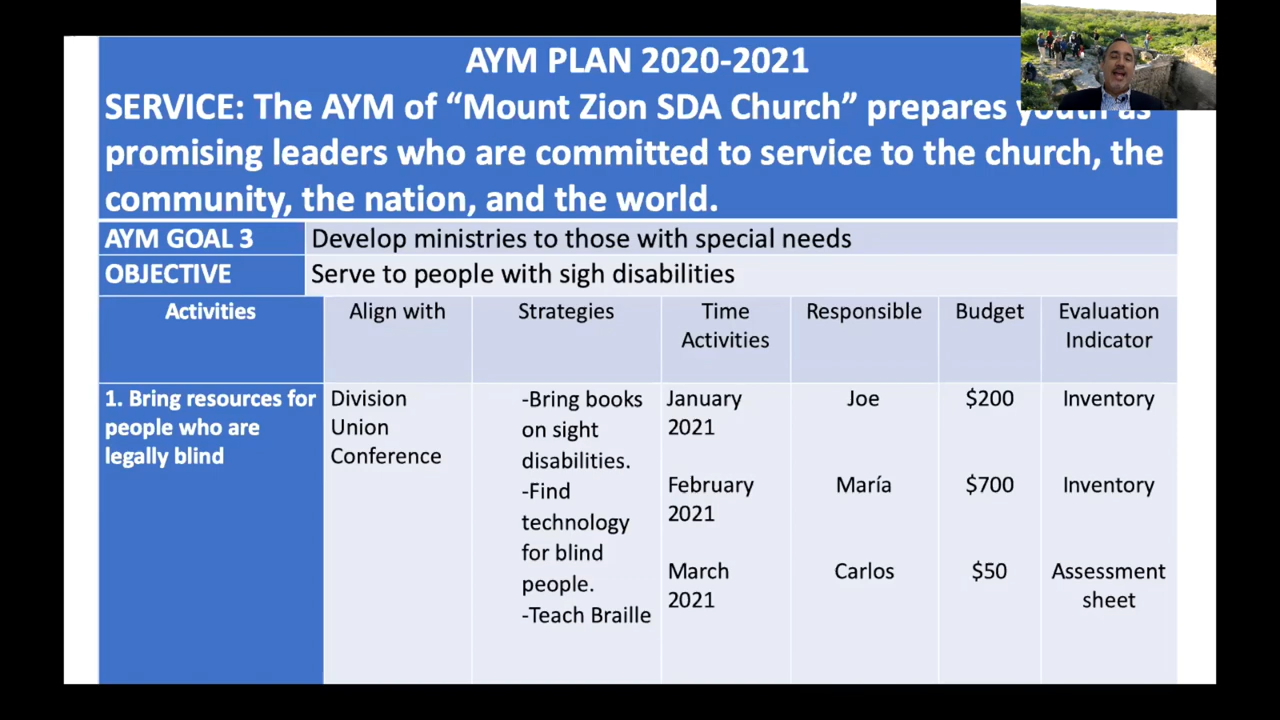 AYM PLAN 2020-2021
SERVICE: The AYM of “Mount Zion SDA Church” prepares youth as
promising leaders who are committed to service to the church, the
community, the nation, and the world.
AYM GOAL 3 Develop ministries to those with special needs
OBJECTIVE Serve to people with sigh disabilities
Activities Align with Strategies Time Responsible Budget Evaluation
Activities Indicator
1. Bring resources for
people who are
legally blind
Division
Union
Conference
-Bring books
on sight
disabilities.
-Find
technology
for blind
people.
-Teach Braille
January
2021
February
2021
March
2021
Joe
María
Carlos
$200
$700
$50
Inventory
Inventory
Assessment
sheet